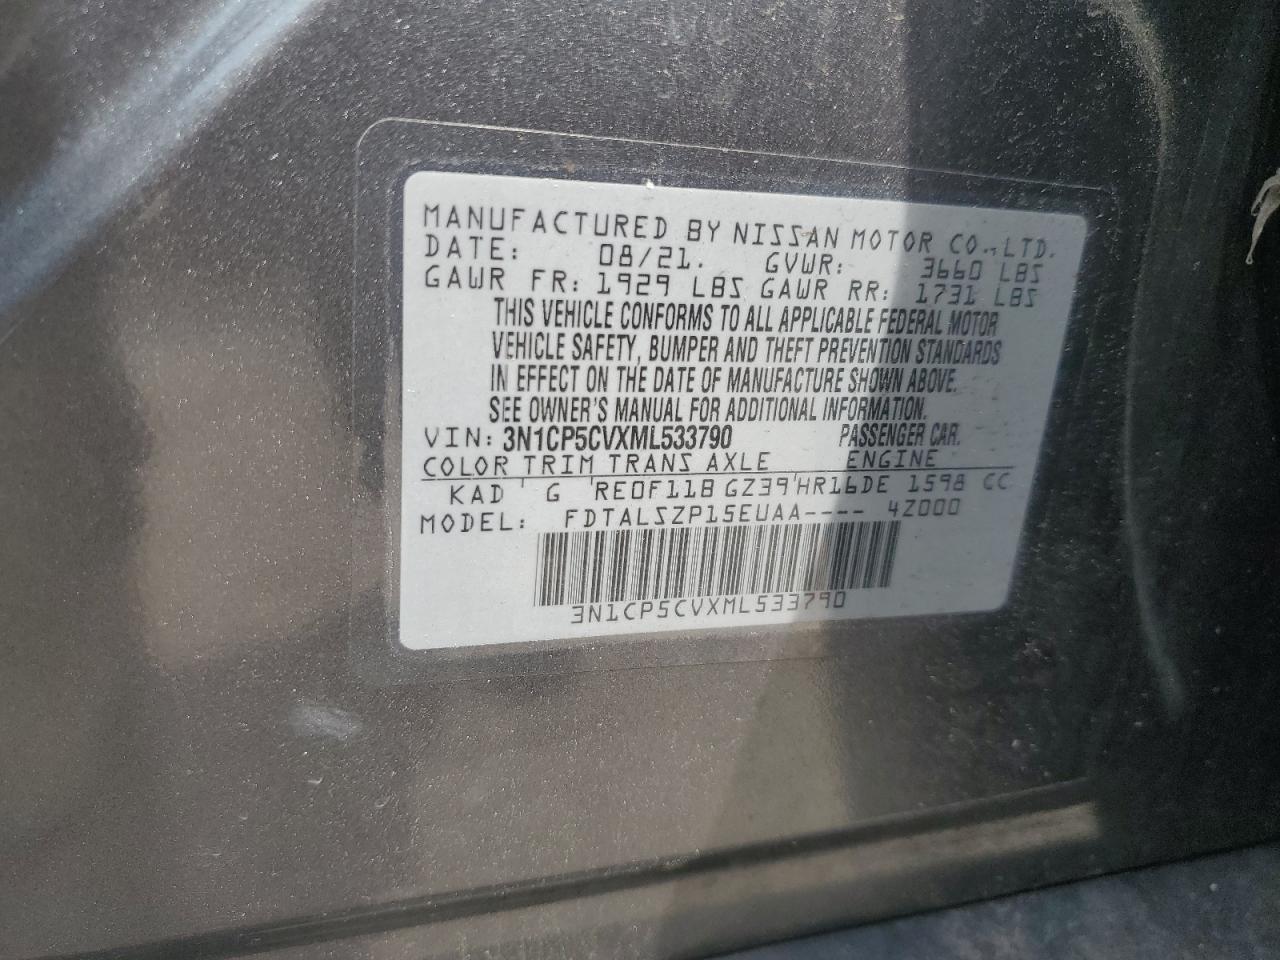 MANUFACTURED BY NISSAN MOTOR CO., LTD.
DATE: 08/21. GVWR: 3660 LBS
GAWR FR: 1929 LBS GAWR RR: 1731 LBS
THIS VEHICLE CONFORMS TO ALL APPLICABLE FEDERAL MOTOR
VEHICLE SAFETY, BUMPER AND THEFT PREVENTION STANDARDS
IN EFFECT ON THE DATE OF MANUFACTURE SHOWN ABOVE.
SEE OWNER'S MANUAL FOR ADDITIONAL INFORMATION.
VIN: 3N1CP5CVXML533790 PASSENGER CAR.
COLOR TRIM TRANS AXLE ENGINE
KAD ' G 'RE0F11B GZ39'HR16DE 1598 CC
MODEL: FDTALSZP15EUAA---- 4Z000
3N1CP5CVXML533790